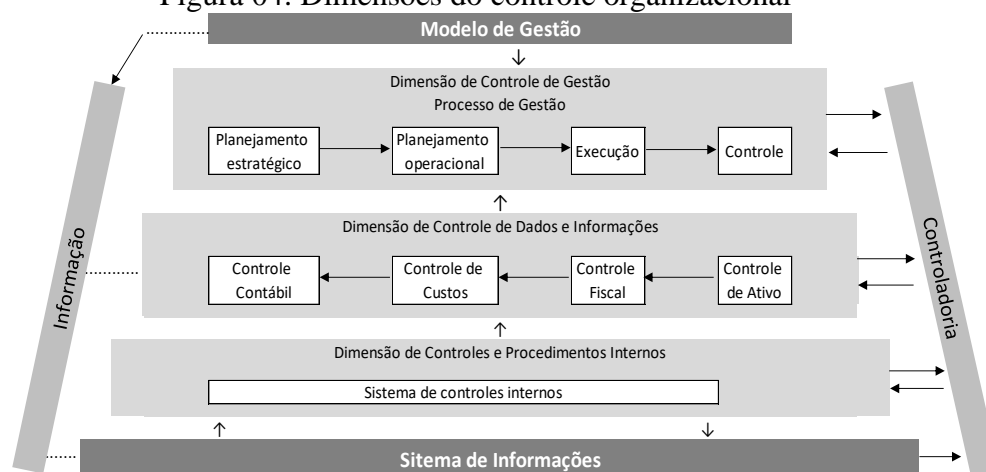 Figura 04: Dimensões do controle organizacional
Modelo de Gestão
Dimensão de Controle de Gestão
Processo de Gestão
Planejamento
estratégico
Planejamento
operacional
Execução
Controle
Dimensão de Controle de Dados e Informações
Controle
Contábil
Controle de
Custos
Controle
Fiscal
Controle
de Ativo
Dimensão de Controles e Procedimentos Internos
Sistema de controles internos
Sitema de Informações
Informação
Controladoria